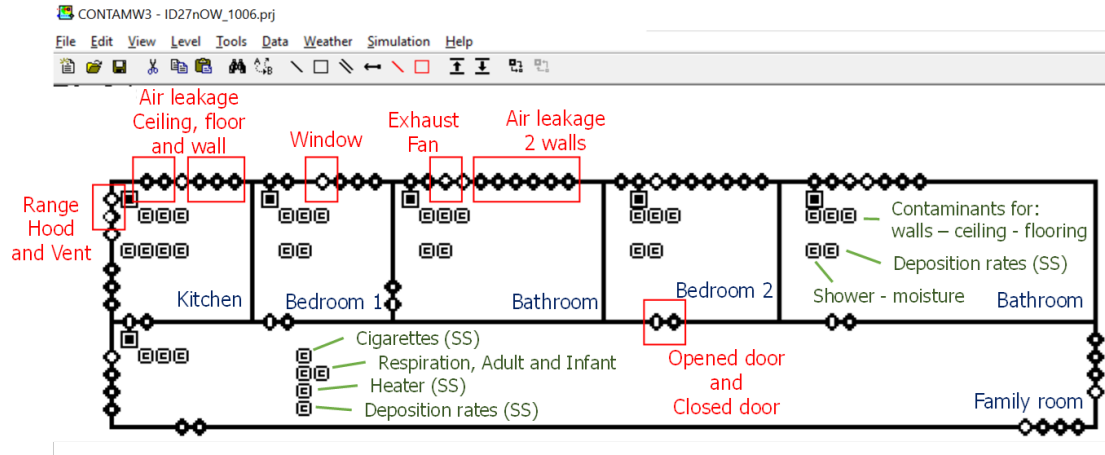 CONTAMW3 - ID27nOW_1006.prj
File Edit View Level Tools Data Weather Simulation Help
Air leakage
Ceiling, floor
and wall
Window
Exhaust
Fan
Air leakage
2 walls
Range
Hood
and Vent
Contaminants for:
walls – ceiling - flooring
Deposition rates (SS)
Shower - moisture
Kitchen
Bedroom 1
Bathroom
Bedroom 2
Bathroom
Cigarettes (SS)
Respiration, Adult and Infant
Heater (SS)
Deposition rates (SS)
Opened door
and
Closed door
Family room